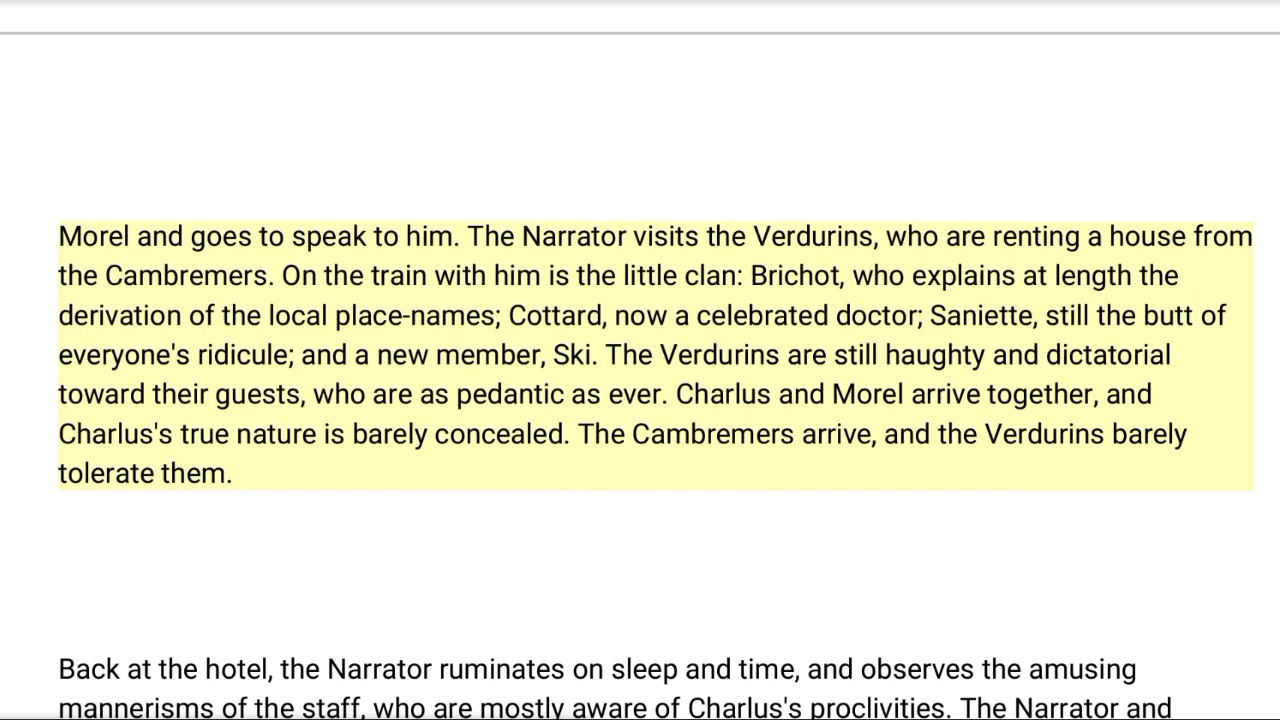 Morel and goes to speak to him. The Narrator visits the Verdurins, who are renting a house from
the Cambremers. On the train with him is the little clan: Brichot, who explains at length the
derivation of the local place-names; Cottard, now a celebrated doctor; Saniette, still the butt of
everyone's ridicule; and a new member, Ski. The Verdurins are still haughty and dictatorial
toward their guests, who are as pedantic as ever. Charlus and Morel arrive together, and
Charlus's true nature is barely concealed. The Cambremers arrive, and the Verdurins barely
tolerate them.
Back at the hotel, the Narrator ruminates on sleep and time, and observes the amusing
mannerisms of the staff, who are mostly aware of Charlus's proclivities. The Narrator and